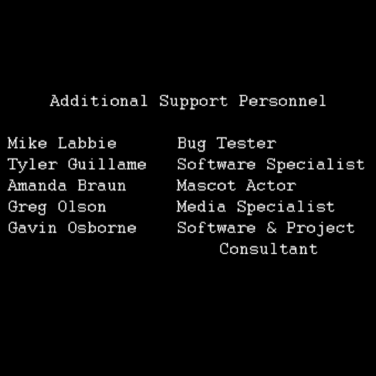 Additional Support Personnel
Mike Labbie Bug Tester
Tyler Guillame Software Specialist
Amanda Braun Mascot Actor
Greg Olson Media Specialist
Gavin Osborne Software & Project
Consultant